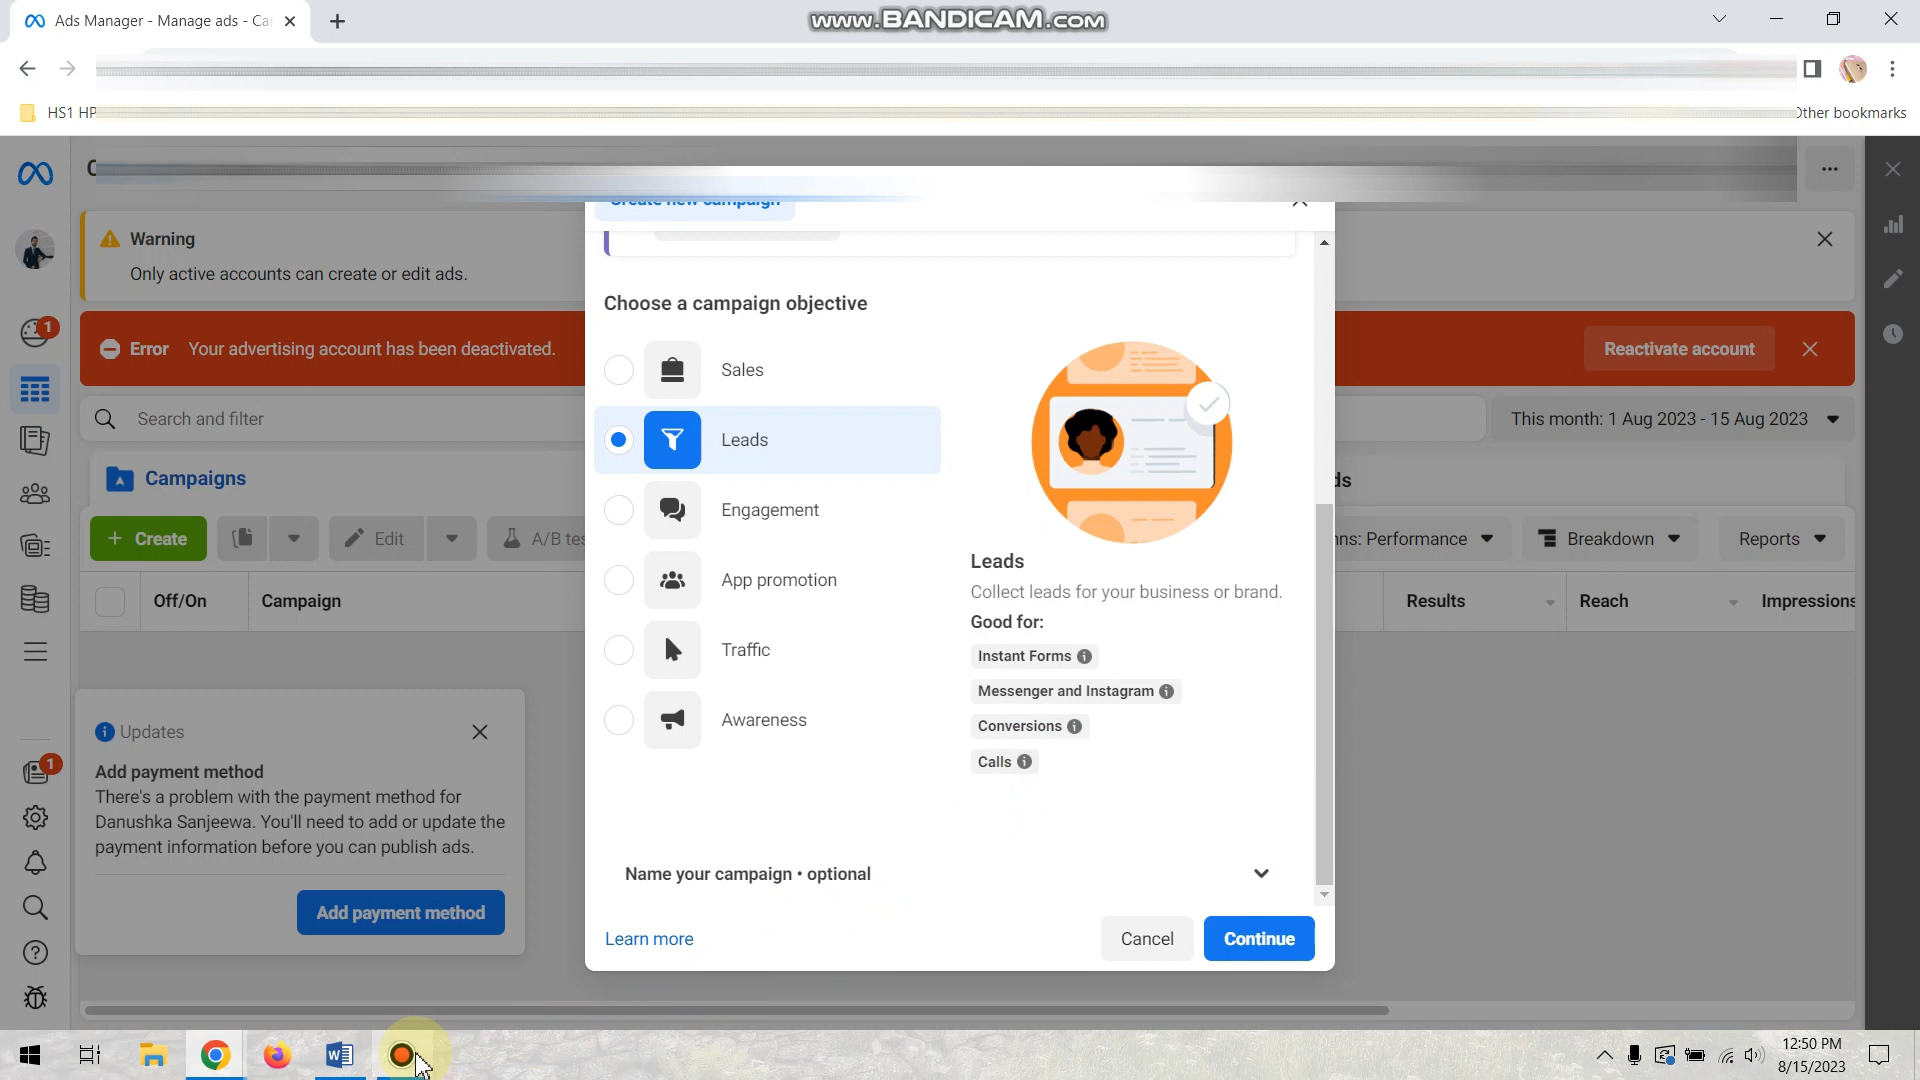 Ads Manager - Manage ads - Ca
www.BANDICAM.com
HS1 HP
Other bookmarks
Create new campaign
Warning
Only active accounts can create or edit ads.
Error Your advertising account has been deactivated.
Reactivate account
Search and filter
This month: 1 Aug 2023 - 15 Aug 2023
Campaigns
ds
+ Create
Edit
A/B tes
ns: Performance
Breakdown
Reports
Off/On
Campaign
Results
Reach
Impressions
Choose a campaign objective
Sales
Leads
Engagement
App promotion
Traffic
Awareness
Leads
Collect leads for your business or brand.
Good for:
Instant Forms
Messenger and Instagram
Conversions
Calls
Name your campaign • optional
Learn more
Cancel
Continue
1
1
Updates
Add payment method
There's a problem with the payment method for
Danushka Sanjeewa. You'll need to add or update the
payment information before you can publish ads.
Add payment method
12:50 PM
8/15/2023